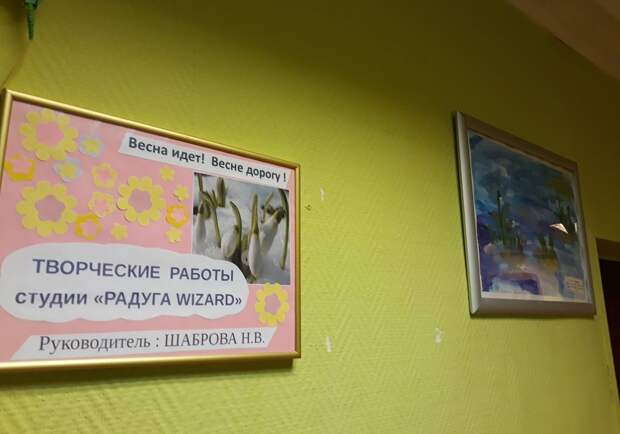 Весна идет! Весне дорогу !
ТВОРЧЕСКИЕ РАБОТЫ
студии «РАДУГА WIZARD»
Руководитель : ШАБРОВА Н.В.